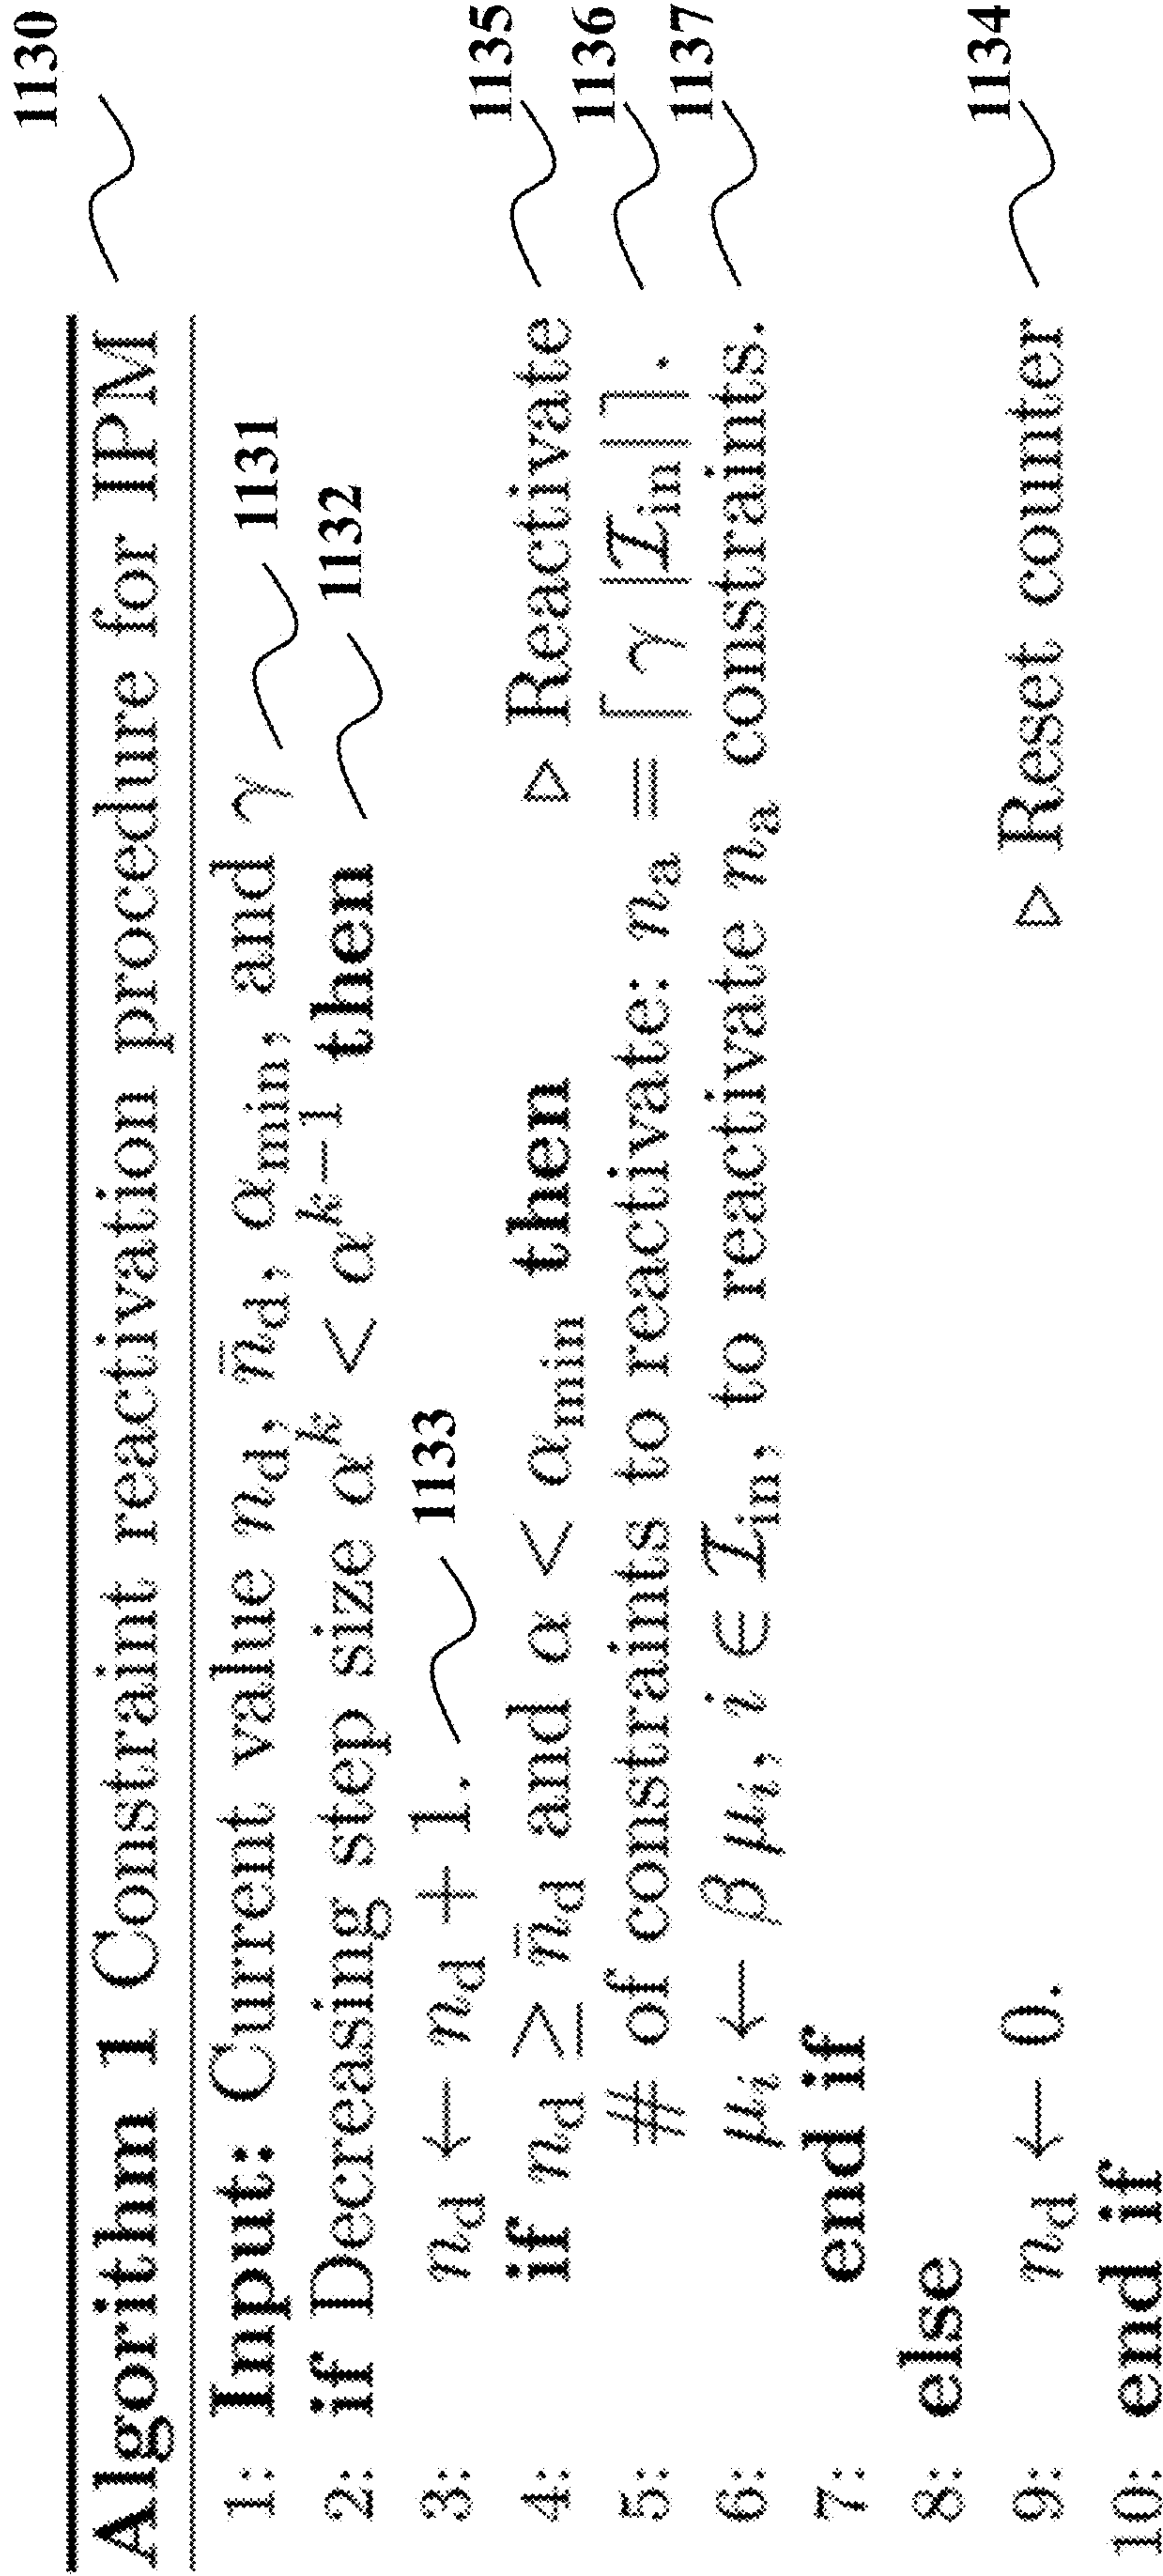 1130
Algorithm 1 Constraint reactivation procedure for IPM
1: Input: Current value n_d, n̄_d, α_min, and γ 1131
2: if Decreasing step size α^k < α^{k−1} then 1132
3: n_d ← n_d + 1. 1133
4: if n_d ≥ n̄_d and α < α_min then ▷ Reactivate 1135
5: # of constraints to reactivate: n_a = ⌈γ |𝓘_in|⌉. 1136
6: μ_i ← β μ_i, i ∈ 𝓘_in, to reactivate n_a constraints. 1137
7: end if
8: else
9: n_d ← 0. ▷ Reset counter 1134
10: end if